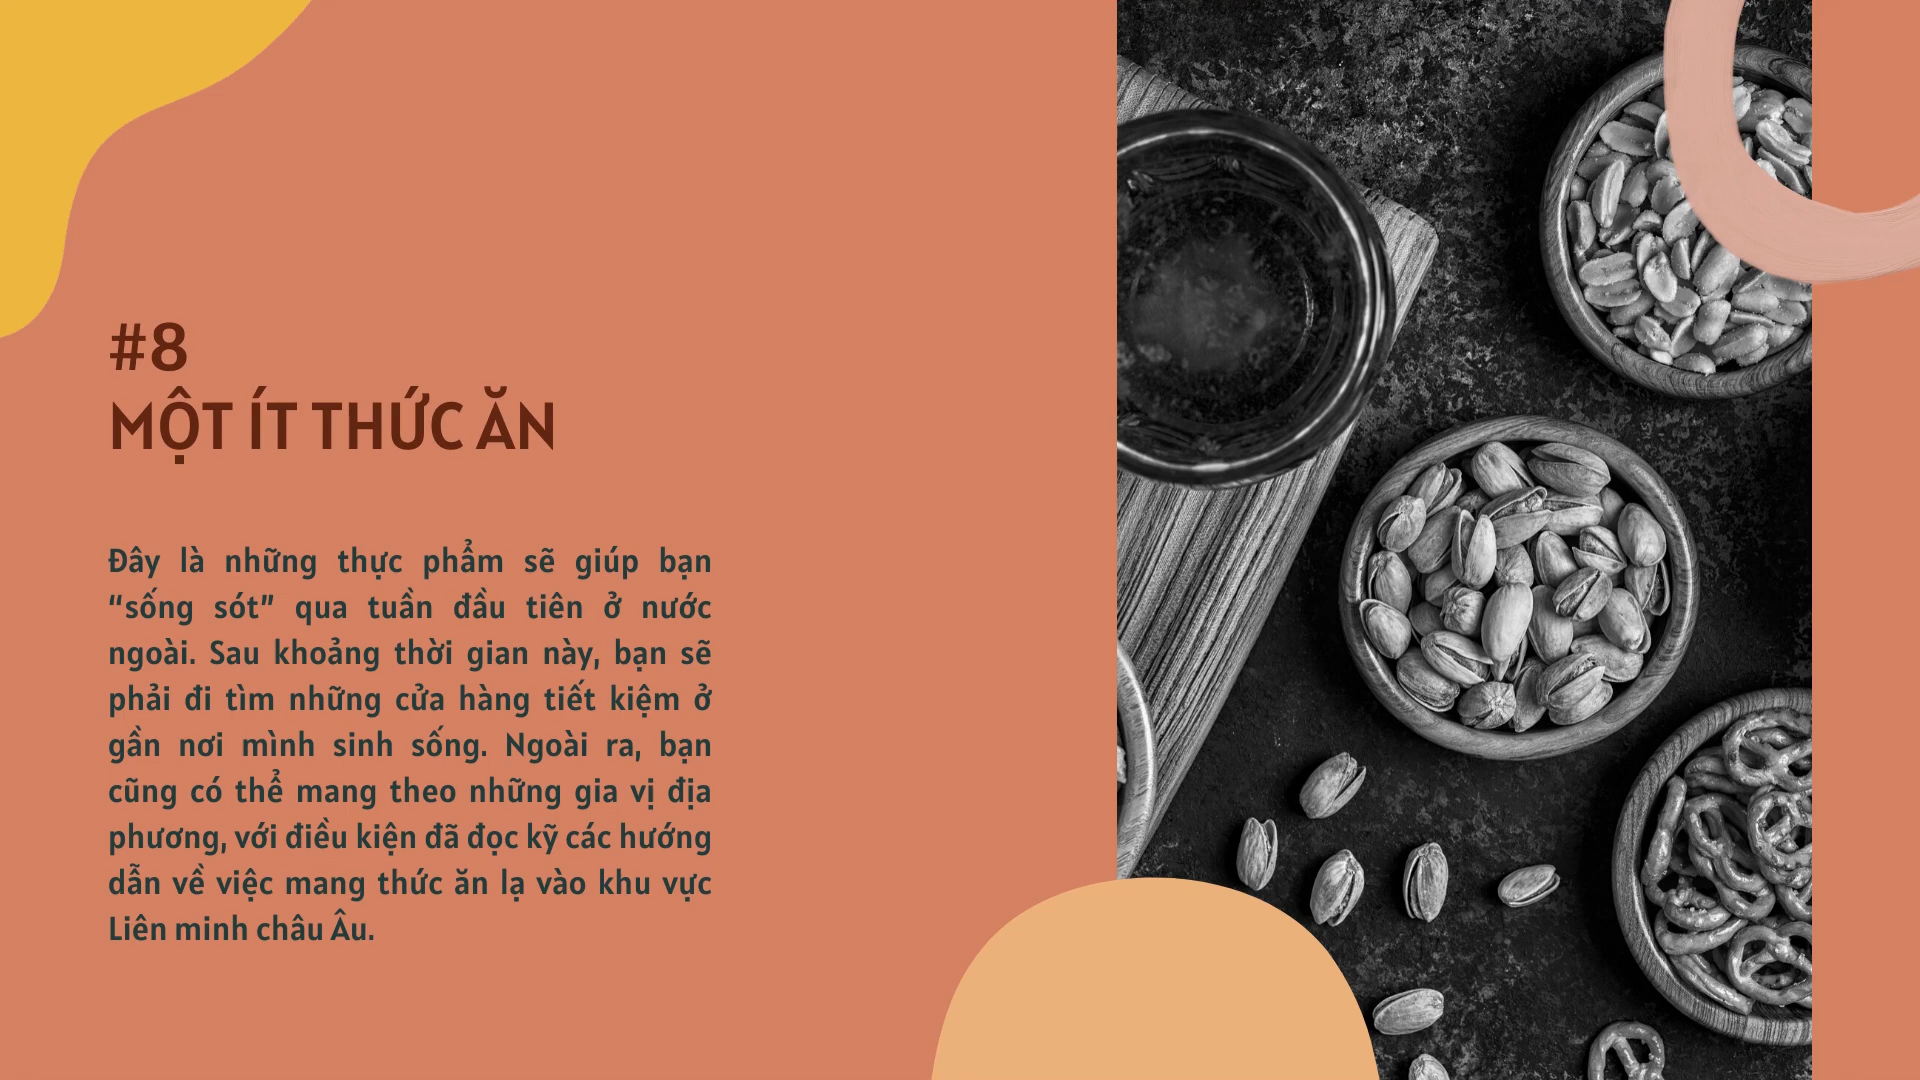 #8
MỘT ÍT THỨC ĂN
Đây là những thực phẩm sẽ giúp bạn
“sống sót” qua tuần đầu tiên ở nước
ngoài. Sau khoảng thời gian này, bạn sẽ
phải đi tìm những cửa hàng tiết kiệm ở
gần nơi mình sinh sống. Ngoài ra, bạn
cũng có thể mang theo những gia vị địa
phương, với điều kiện đã đọc kỹ các hướng
dẫn về việc mang thức ăn lạ vào khu vực
Liên minh châu Âu.